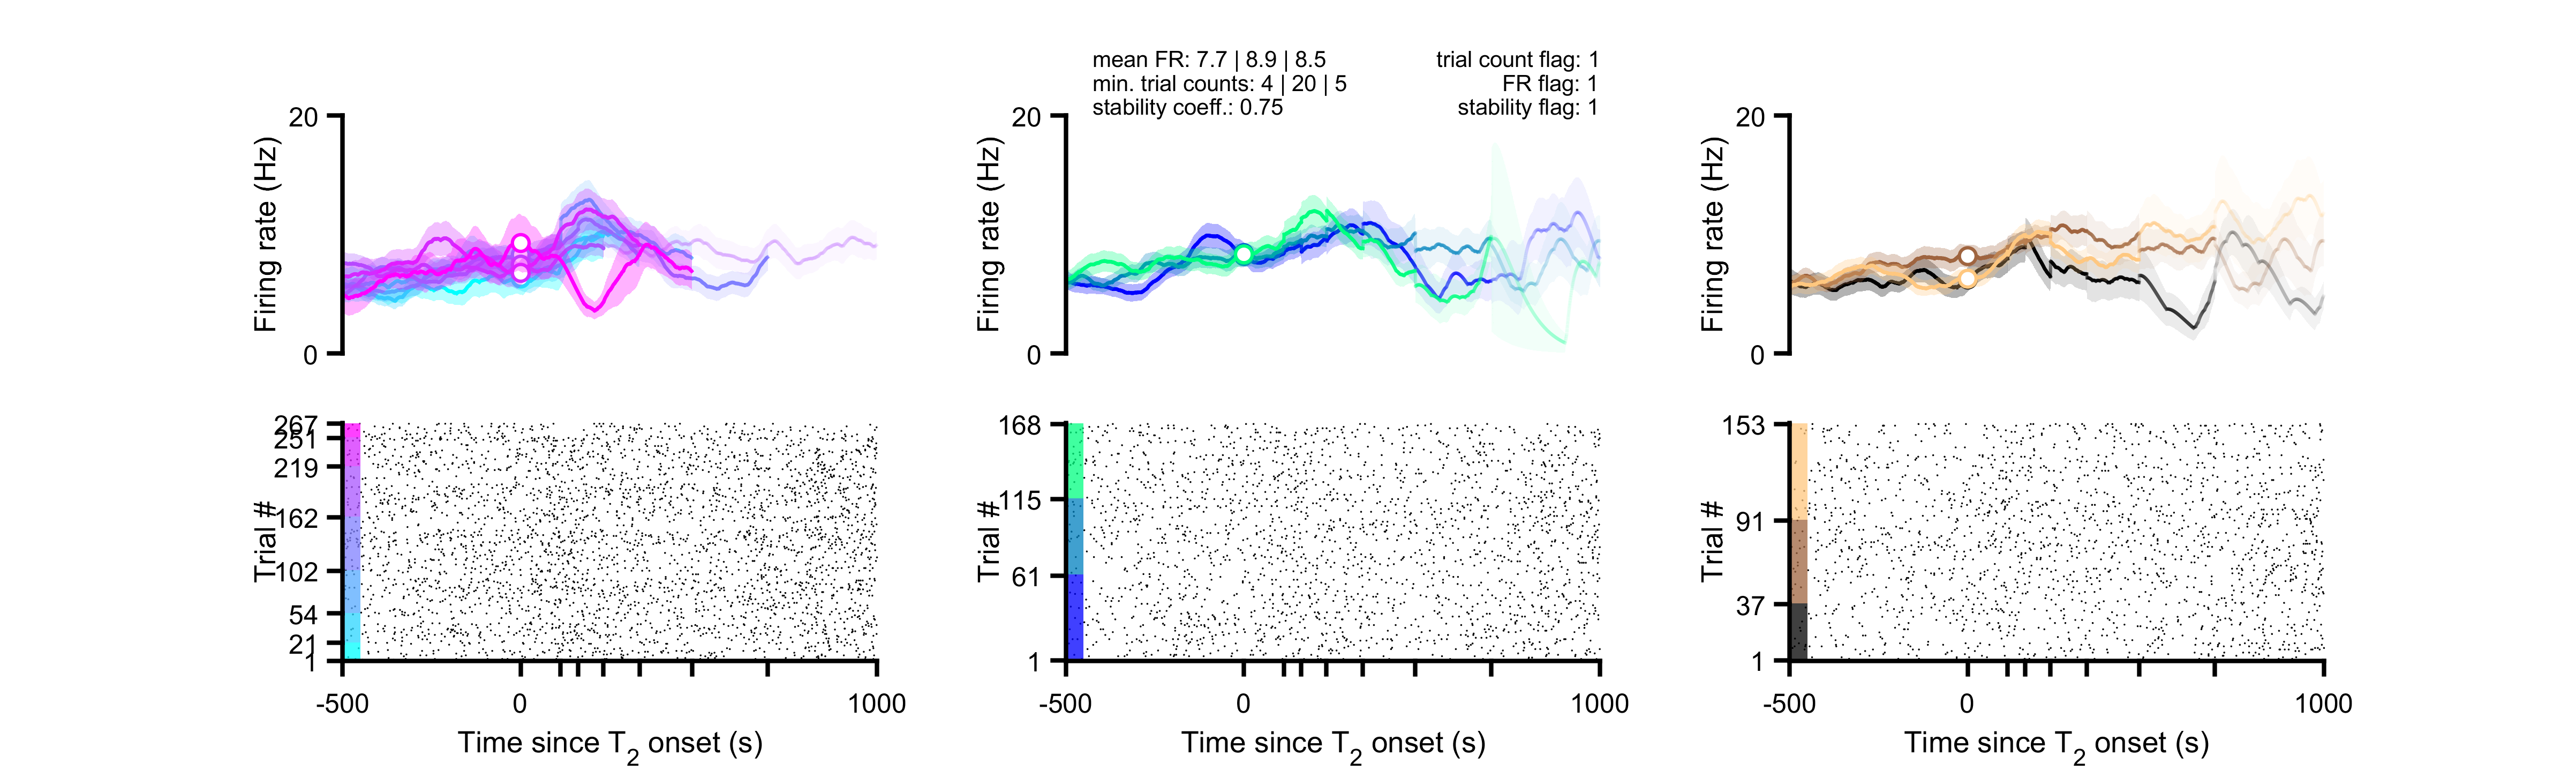 mean FR: 7.7 | 8.9 | 8.5
min. trial counts: 4 | 20 | 5
stability coeff.: 0.75
trial count flag: 1
FR flag: 1
stability flag: 1
20
0
Firing rate (Hz)
20
0
Firing rate (Hz)
20
0
Firing rate (Hz)
267
251
219
162
102
54
21
1
Trial #
-500
0
1000
Time since T2 onset (s)
168
115
61
1
Trial #
-500
0
1000
Time since T2 onset (s)
153
91
37
1
Trial #
-500
0
1000
Time since T2 onset (s)